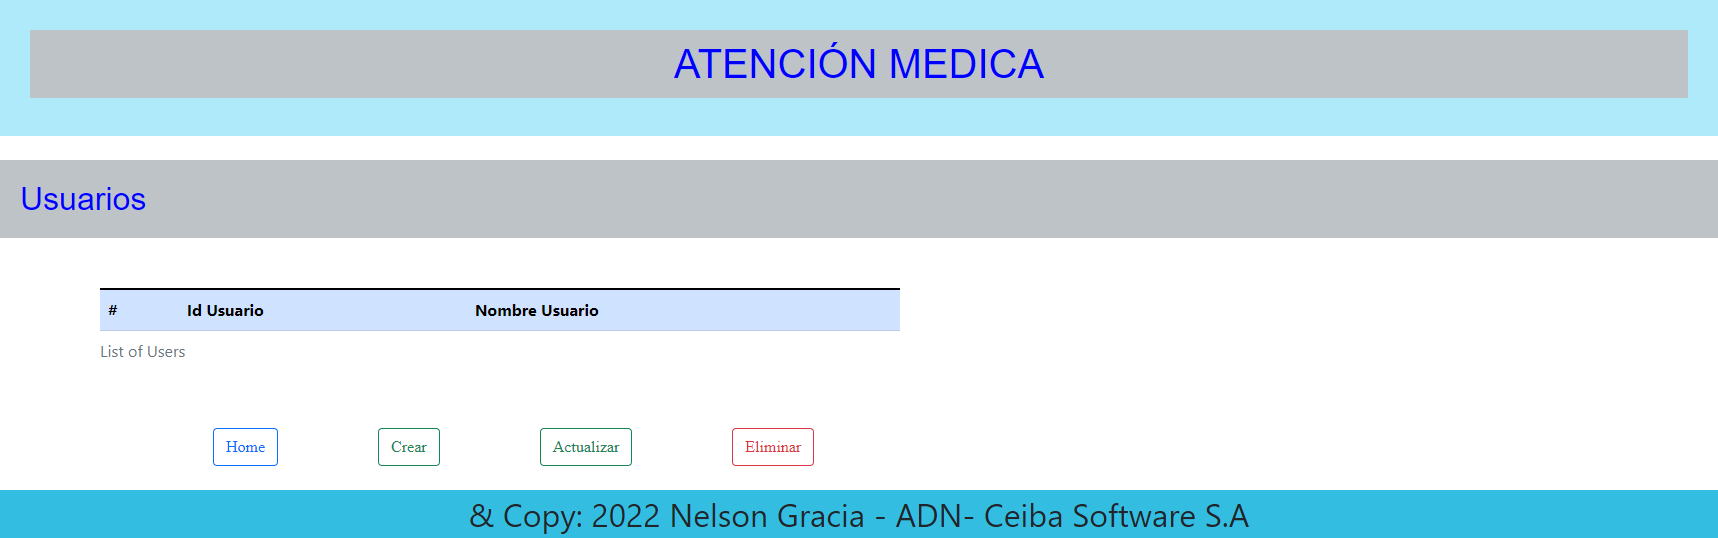 ATENCIÓN MEDICA
Usuarios
# Id Usuario Nombre Usuario
List of Users
Home Crear Actualizar Eliminar
& Copy: 2022 Nelson Gracia - ADN- Ceiba Software S.A